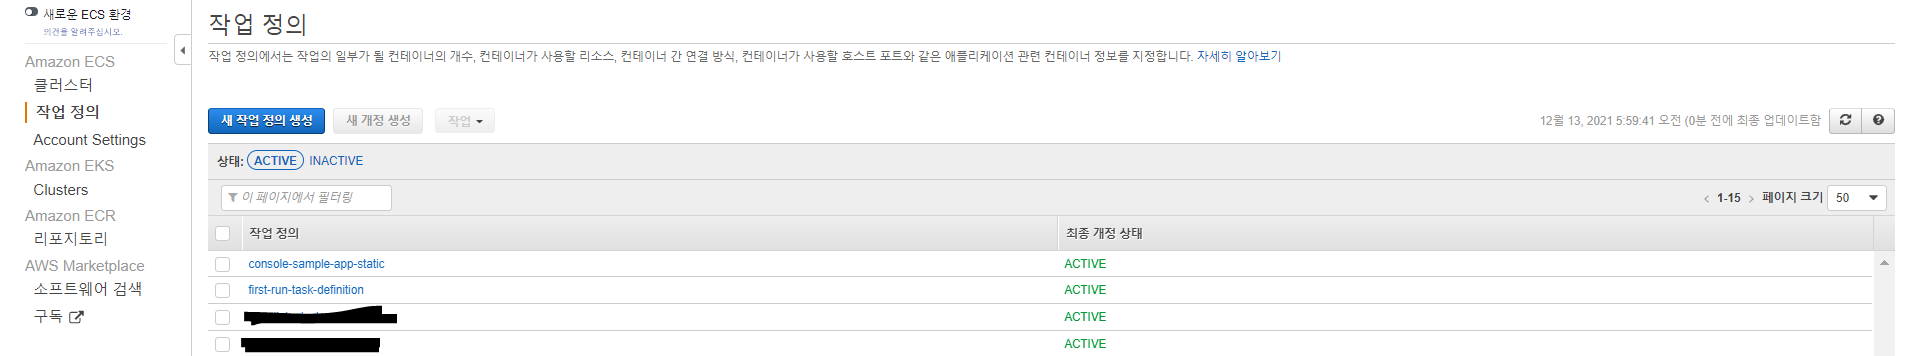 새로운 ECS 환경
의견을 알려주십시오.
Amazon ECS
클러스터
작업 정의
Account Settings
Amazon EKS
Clusters
Amazon ECR
리포지토리
AWS Marketplace
소프트웨어 검색
구독
작업 정의
작업 정의에서는 작업의 일부가 될 컨테이너의 개수, 컨테이너가 사용할 리소스, 컨테이너 간 연결 방식, 컨테이너가 사용할 호스트 포트와 같은 애플리케이션 관련 컨테이너 정보를 지정합니다. 자세히 알아보기
새 작업 정의 생성 새 개정 생성 작업 12월 13, 2021 5:59:41 오전 (0분 전에 최종 업데이트함
상태: ACTIVE INACTIVE
이 페이지에서 필터링 < 1-15 > 페이지 크기 50
작업 정의 최종 개정 상태
console-sample-app-static ACTIVE
first-run-task-definition ACTIVE
ACTIVE
ACTIVE